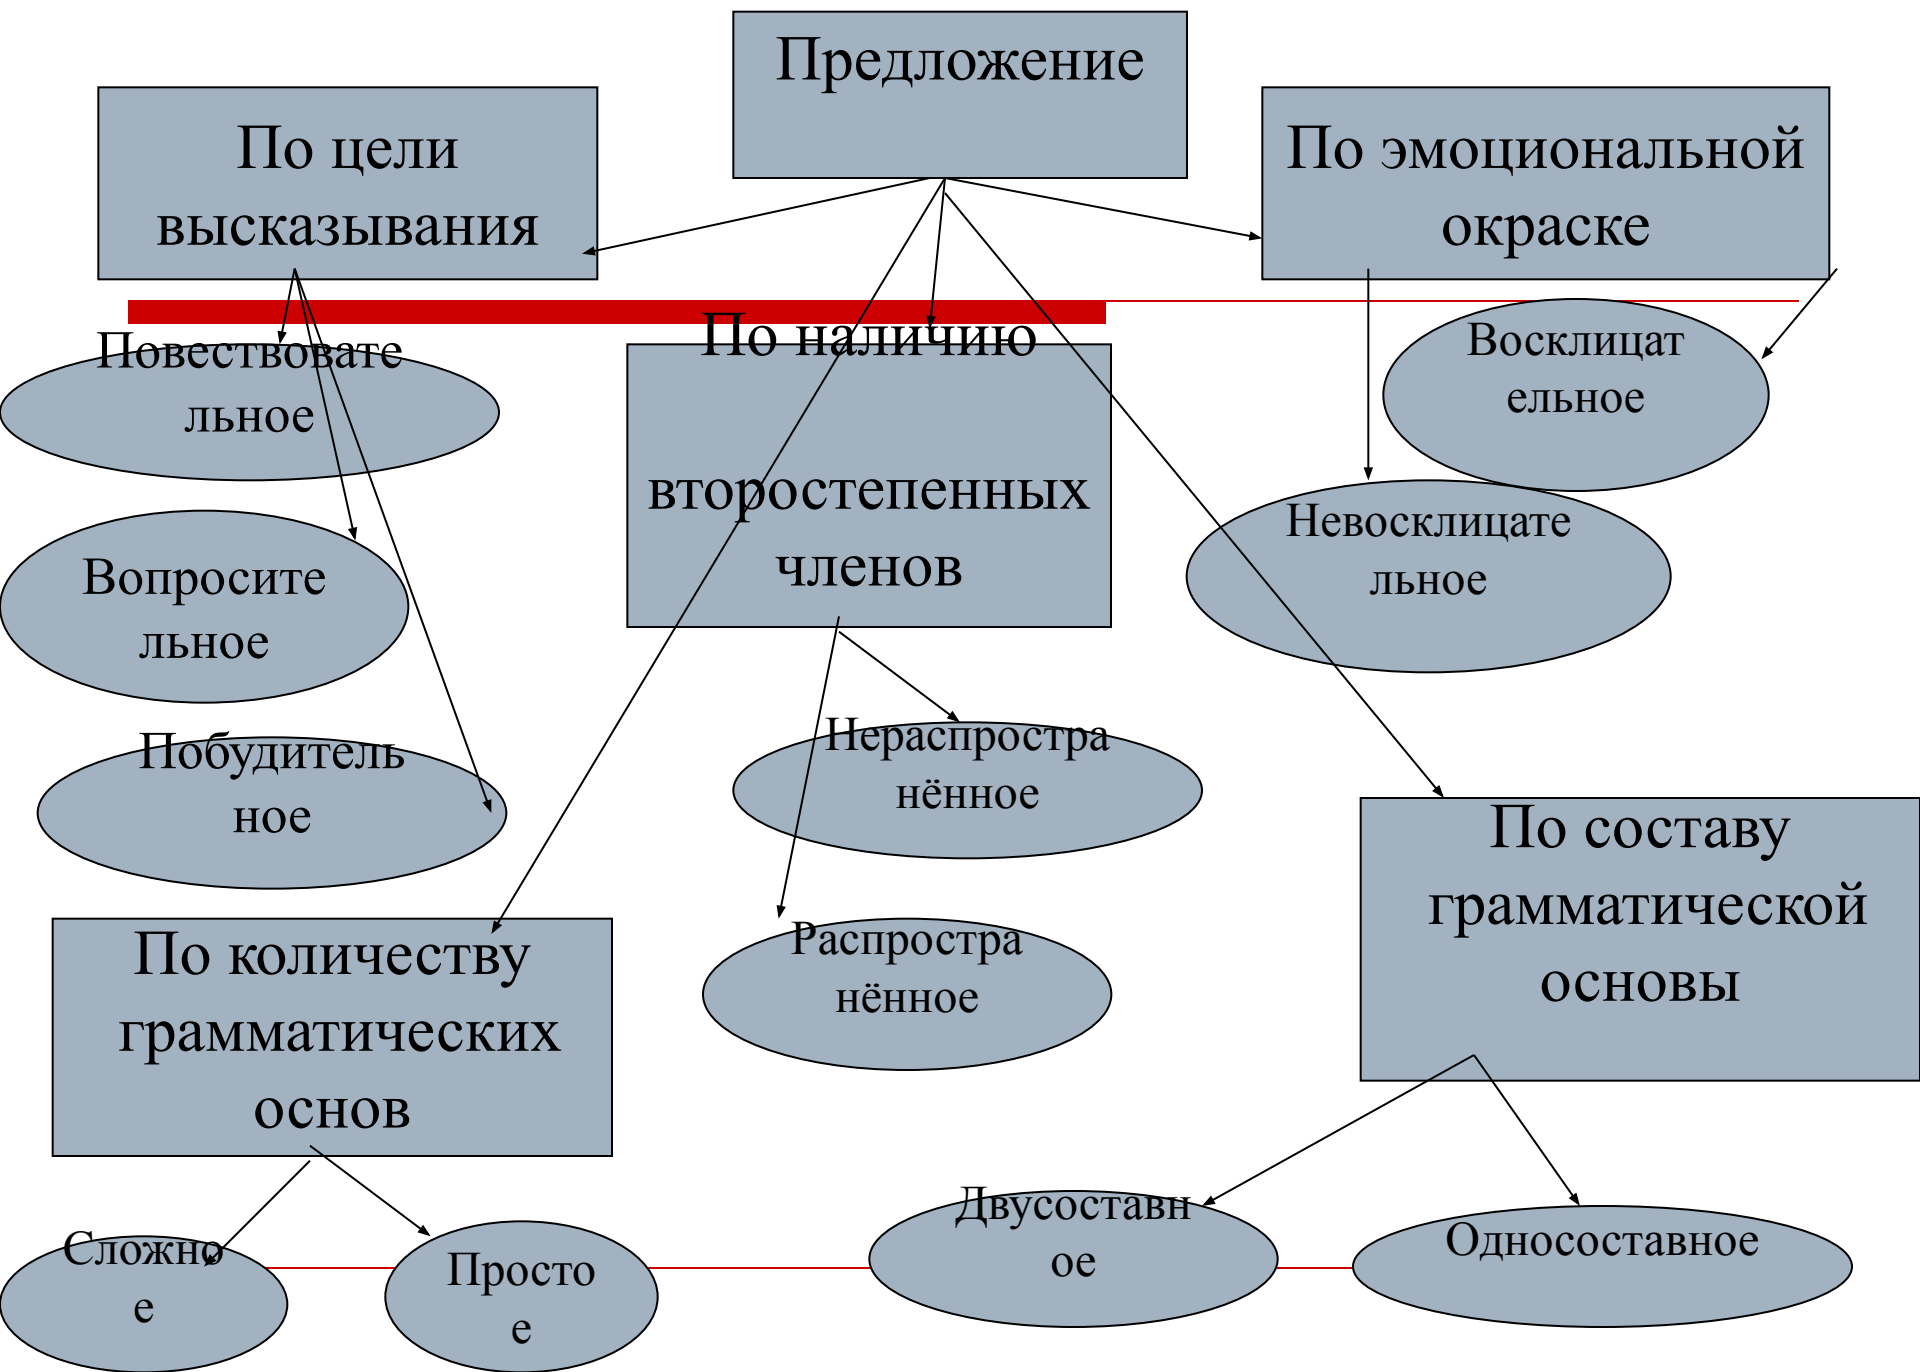 Предложение
По цели
высказывания
По эмоциональной
окраске
Повествовате
льное
Вопросите
льное
Побудитель
ное
По наличию
второстепенных
членов
Восклицат
ельное
Невосклицате
льное
Нераспростра
нённое
Распростра
нённое
По количеству
грамматических
основ
По составу
грамматической
основы
Сложно
е
Просто
е
Двусоставн
ое
Односоставное